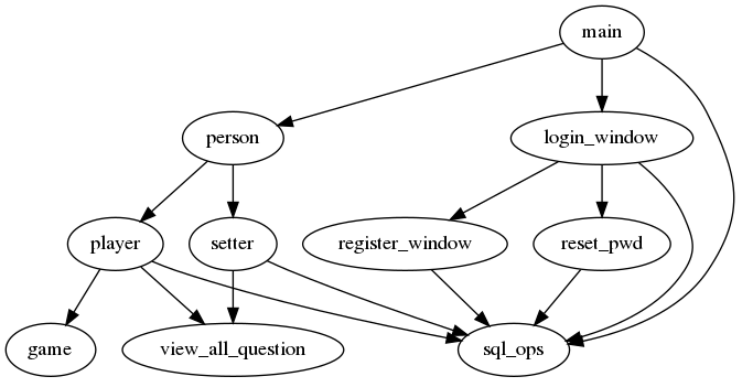 main
person
login_window
player
setter
register_window
reset_pwd
game
view_all_question
sql_ops